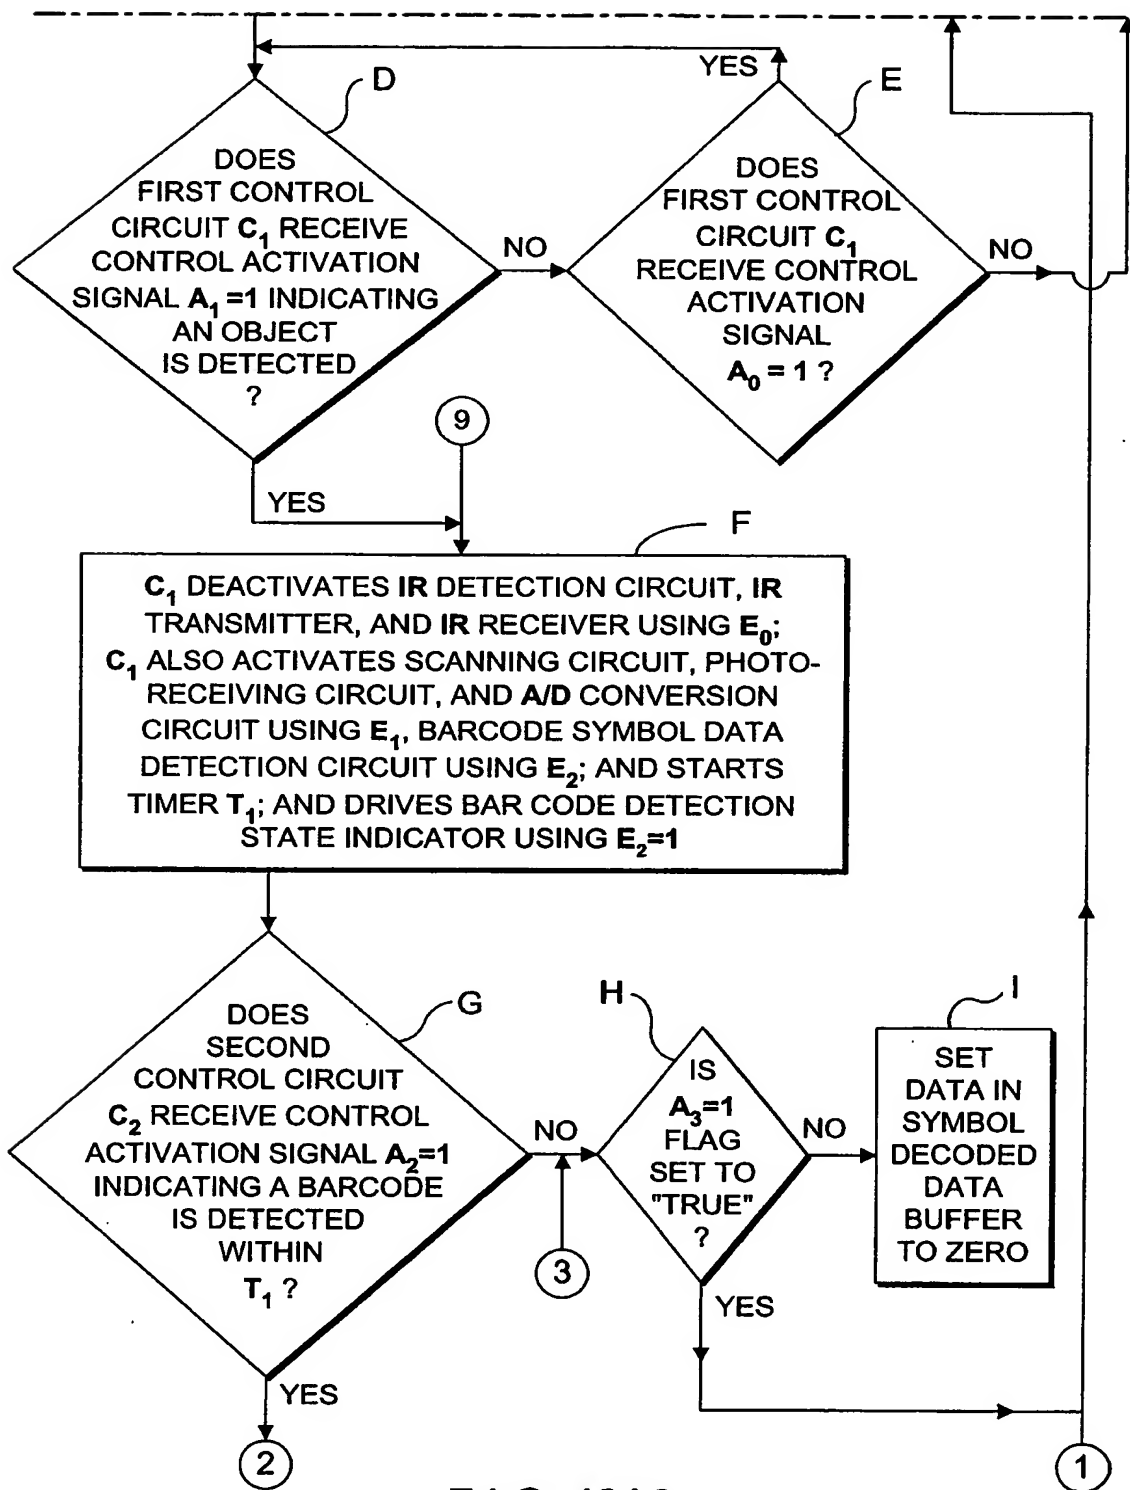 YES
D
E
DOES
FIRST CONTROL
CIRCUIT C1 RECEIVE
CONTROL ACTIVATION
SIGNAL A1 =1 INDICATING
AN OBJECT
IS DETECTED
?
NO
DOES
FIRST CONTROL
CIRCUIT C1
RECEIVE CONTROL
ACTIVATION
SIGNAL
A0 = 1 ?
NO
9
YES
F
C1 DEACTIVATES IR DETECTION CIRCUIT, IR
TRANSMITTER, AND IR RECEIVER USING E0;
C1 ALSO ACTIVATES SCANNING CIRCUIT, PHOTO-
RECEIVING CIRCUIT, AND A/D CONVERSION
CIRCUIT USING E1, BARCODE SYMBOL DATA
DETECTION CIRCUIT USING E2; AND STARTS
TIMER T1; AND DRIVES BAR CODE DETECTION
STATE INDICATOR USING E2=1
G
DOES
SECOND
CONTROL CIRCUIT
C2 RECEIVE CONTROL
ACTIVATION SIGNAL A2=1
INDICATING A BARCODE
IS DETECTED
WITHIN
T1 ?
NO
3
H
IS
A3=1
FLAG
SET TO
"TRUE"
?
NO
I
SET
DATA IN
SYMBOL
DECODED
DATA
BUFFER
TO ZERO
YES
YES
2
1